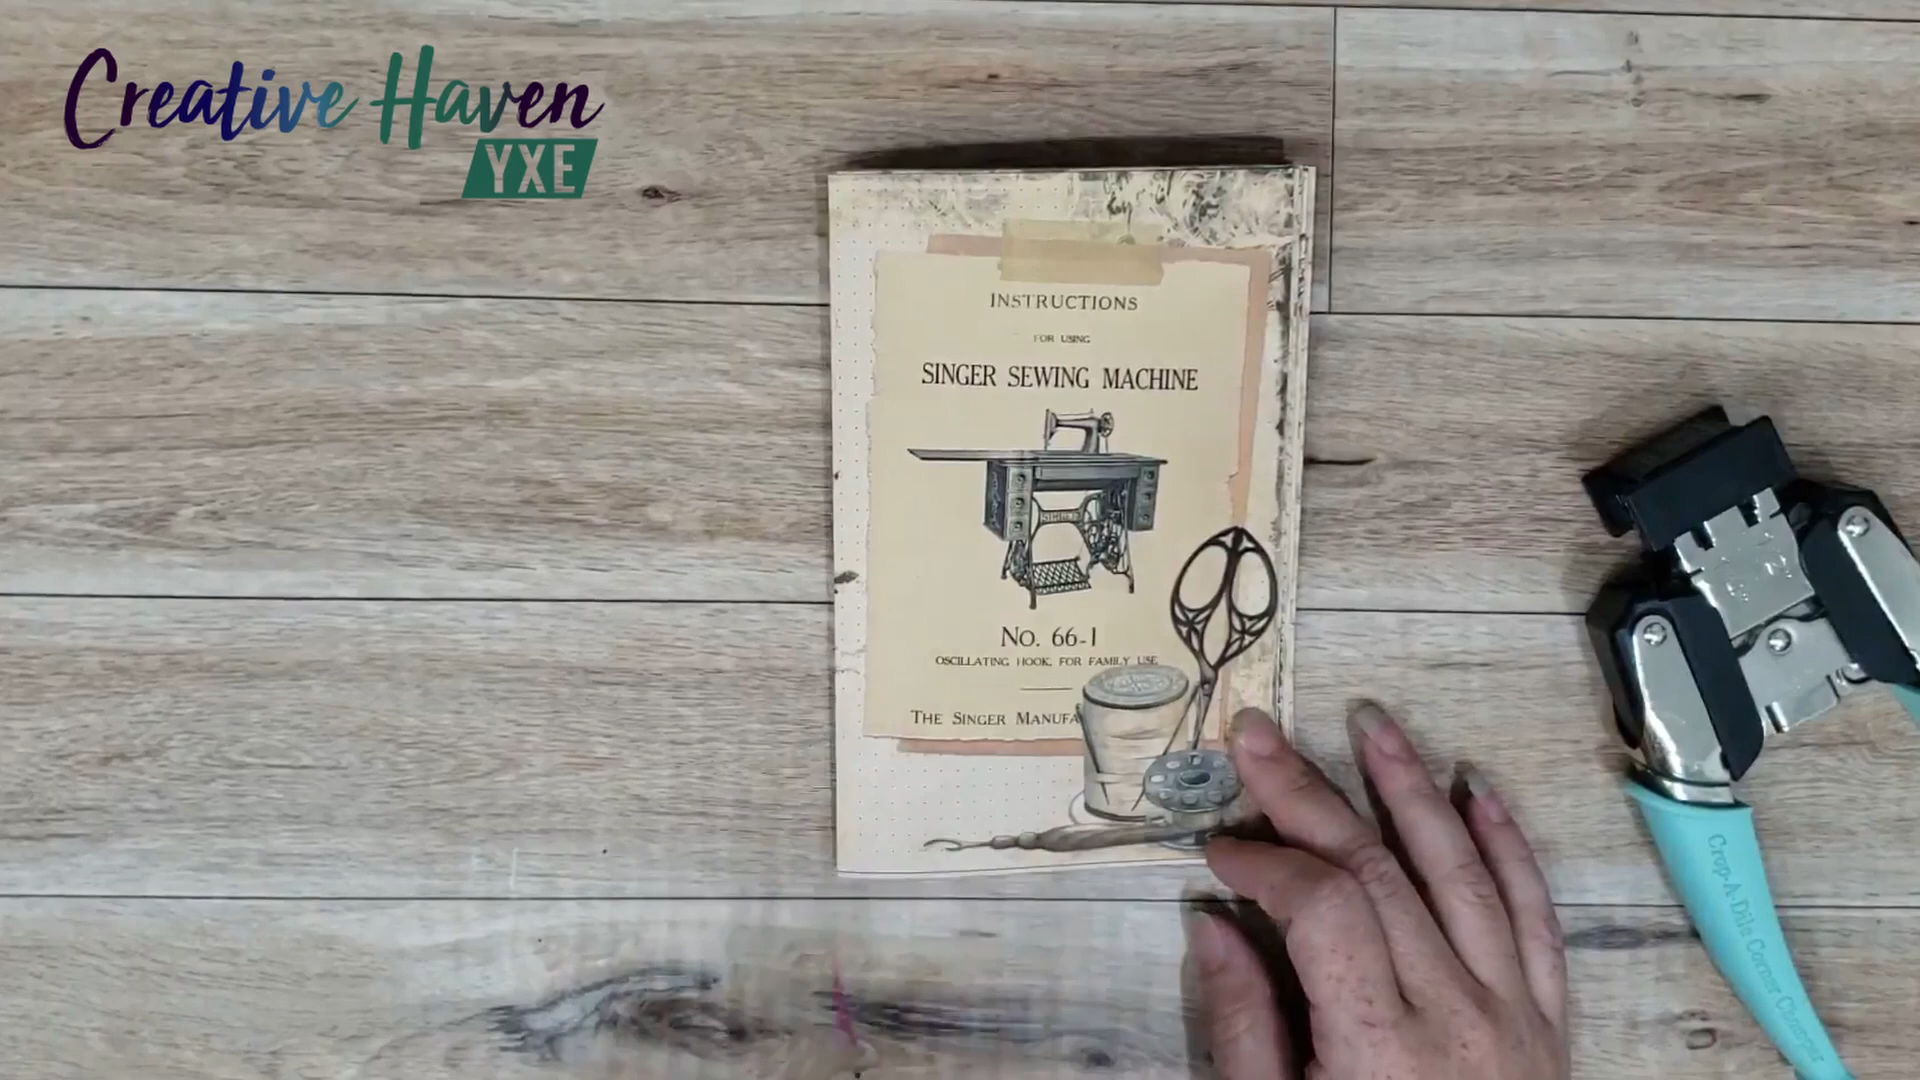 Creative Haven
YXE
INSTRUCTIONS
FOR USING
SINGER SEWING MACHINE
SINGER
No. 66-1
OSCILLATING HOOK, FOR FAMILY USE
THE SINGER MANUFA
Crop-A-Dile Corner Chomper